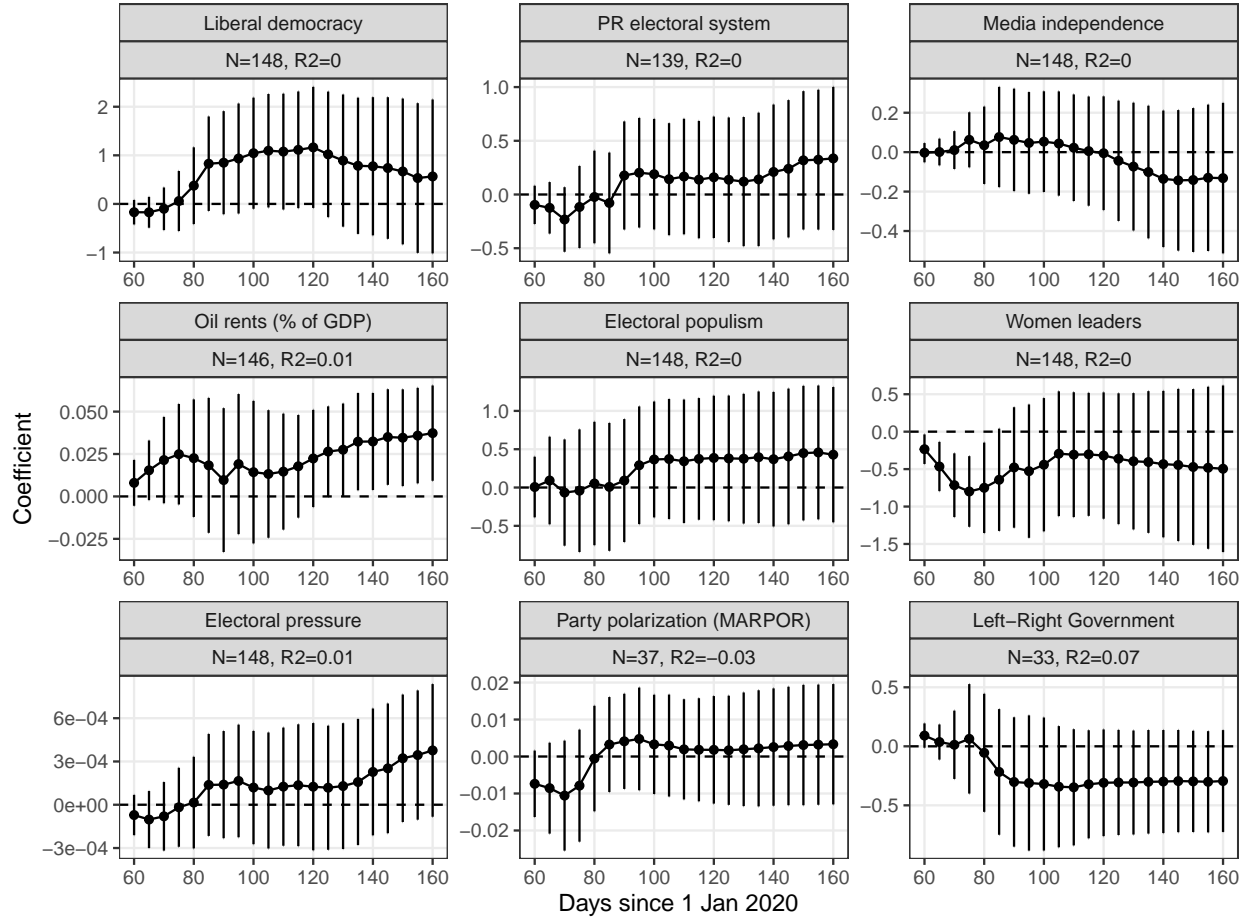 Liberal democracy
N=148, R2=0
2
1
0
−1
60 80 100 120 140 160
PR electoral system
N=139, R2=0
1.0
0.5
0.0
−0.5
60 80 100 120 140 160
Media independence
N=148, R2=0
0.2
0.0
−0.2
−0.4
60 80 100 120 140 160
Oil rents (% of GDP)
N=146, R2=0.01
0.050
0.025
0.000
−0.025
60 80 100 120 140 160
Electoral populism
N=148, R2=0
1.0
0.5
0.0
−0.5
60 80 100 120 140 160
Women leaders
N=148, R2=0
0.5
0.0
−0.5
−1.0
−1.5
60 80 100 120 140 160
Electoral pressure
N=148, R2=0.01
6e−04
3e−04
0e+00
−3e−04
60 80 100 120 140 160
Party polarization (MARPOR)
N=37, R2=−0.03
0.02
0.01
0.00
−0.01
−0.02
60 80 100 120 140 160
Left−Right Government
N=33, R2=0.07
0.5
0.0
−0.5
60 80 100 120 140 160
Coefficient
Days since 1 Jan 2020